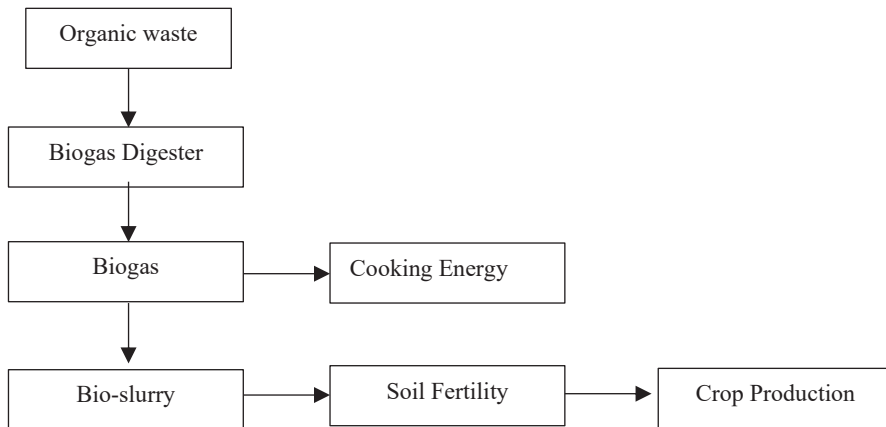 Organic waste
Biogas Digester
Biogas
Cooking Energy
Bio-slurry
Soil Fertility
Crop Production